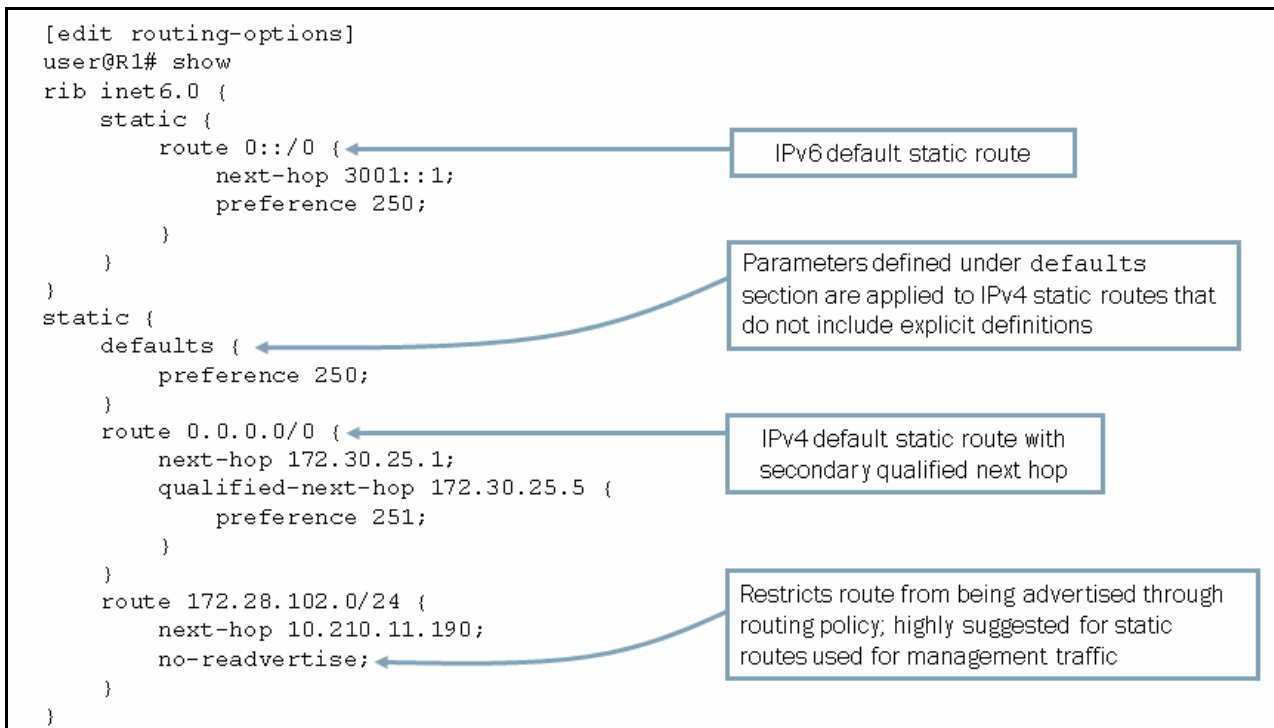 [edit routing-options]
user@R1# show
rib inet6.0 {
static {
route 0::/0 {
IPv6 default static route
next-hop 3001::1;
preference 250;
}
}
}
Parameters defined under defaults
section are applied to IPv4 static routes that
do not include explicit definitions
static {
defaults {
preference 250;
}
route 0.0.0.0/0 {
IPv4 default static route with
secondary qualified next hop
next-hop 172.30.25.1;
qualified-next-hop 172.30.25.5 {
preference 251;
}
}
route 172.28.102.0/24 {
next-hop 10.210.11.190;
no-readvertise;
Restricts route from being advertised through
routing policy; highly suggested for static
routes used for management traffic
}
}